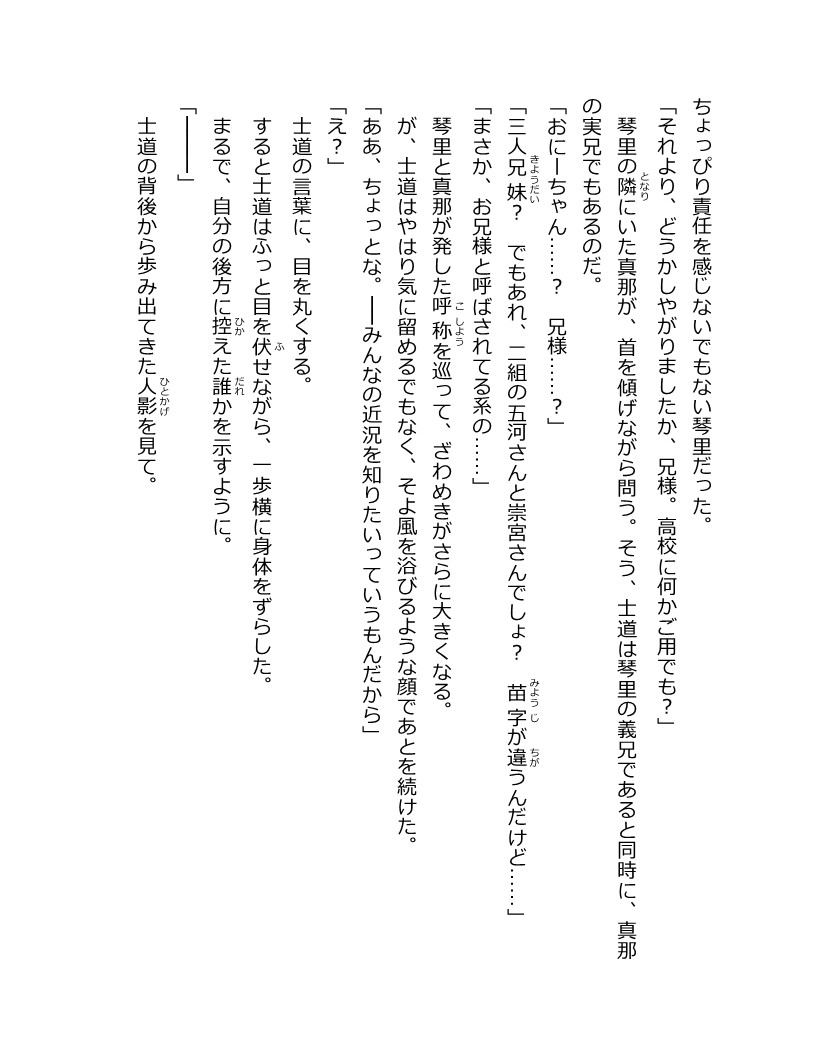 ちょっぴり責任を感じないでもない琴里だった。
「それより、どうかしやがりましたか、兄様。高校に何かご用でも？」
琴里の隣にいた真那が、首を傾げながら問う。そう、士道は琴里の義兄であると同時に、真那
の実兄でもあるのだ。
「おにーちゃん……？　兄様……？」
「三人兄妹？　でもあれ、二組の五河さんと崇宮さんでしょ？　苗字が違うんだけど……」
「まさか、お兄様と呼ばされてる系の……」
琴里と真那が発した呼称を巡って、ざわめきがさらに大きくなる。
が、士道はやはり気に留めるでもなく、そよ風を浴びるような顔であとを続けた。
「ああ、ちょっとな。――みんなの近況を知りたいっていうもんだから」
「え？」
士道の言葉に、目を丸くする。
すると士道はふっと目を伏せながら、一歩横に身体をずらした。
まるで、自分の後方に控えた誰かを示すように。
「―――」
士道の背後から歩み出てきた人影を見て。